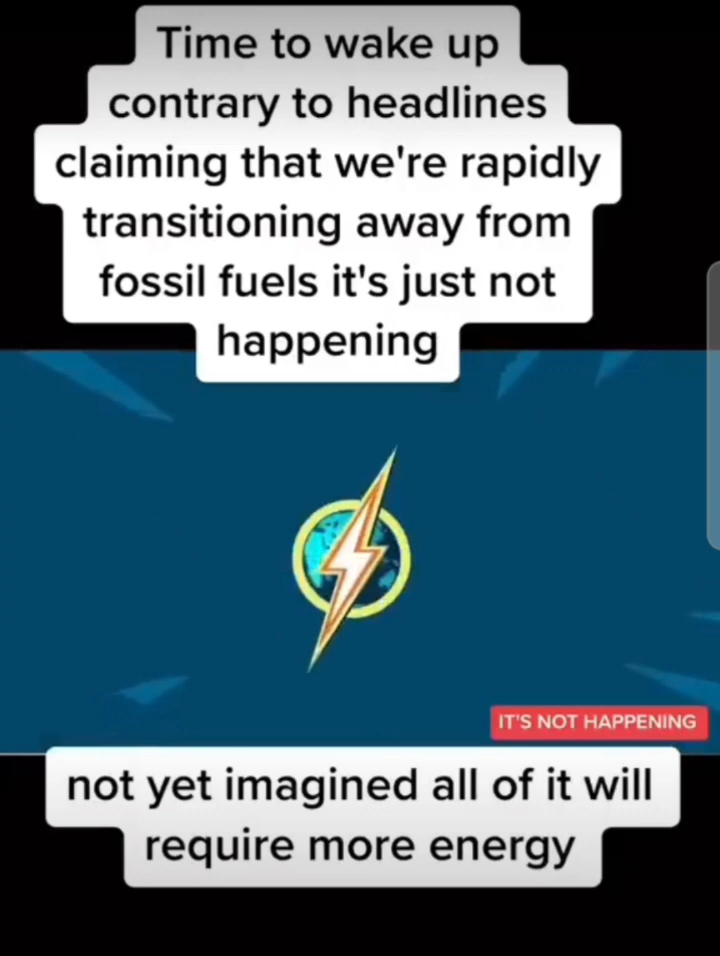 Time to wake up
contrary to headlines
claiming that we're rapidly
transitioning away from
fossil fuels it's just not
happening
IT'S NOT HAPPENING
not yet imagined all of it will
require more energy